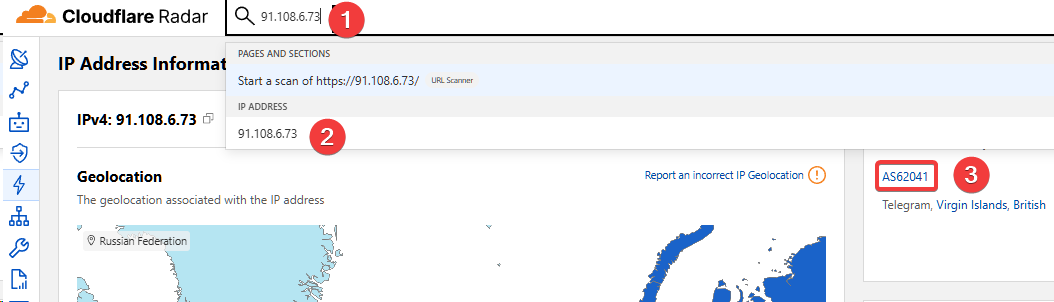 CLOUDFLARE
Cloudflare Radar
91.108.6.73
1
PAGES AND SECTIONS
Start a scan of https://91.108.6.73/ URL Scanner
IP ADDRESS
91.108.6.73
2
IP Address Informat
IPv4: 91.108.6.73
Geolocation
Report an incorrect IP Geolocation
The geolocation associated with the IP address
Russian Federation
AS62041
3
Telegram, Virgin Islands, British